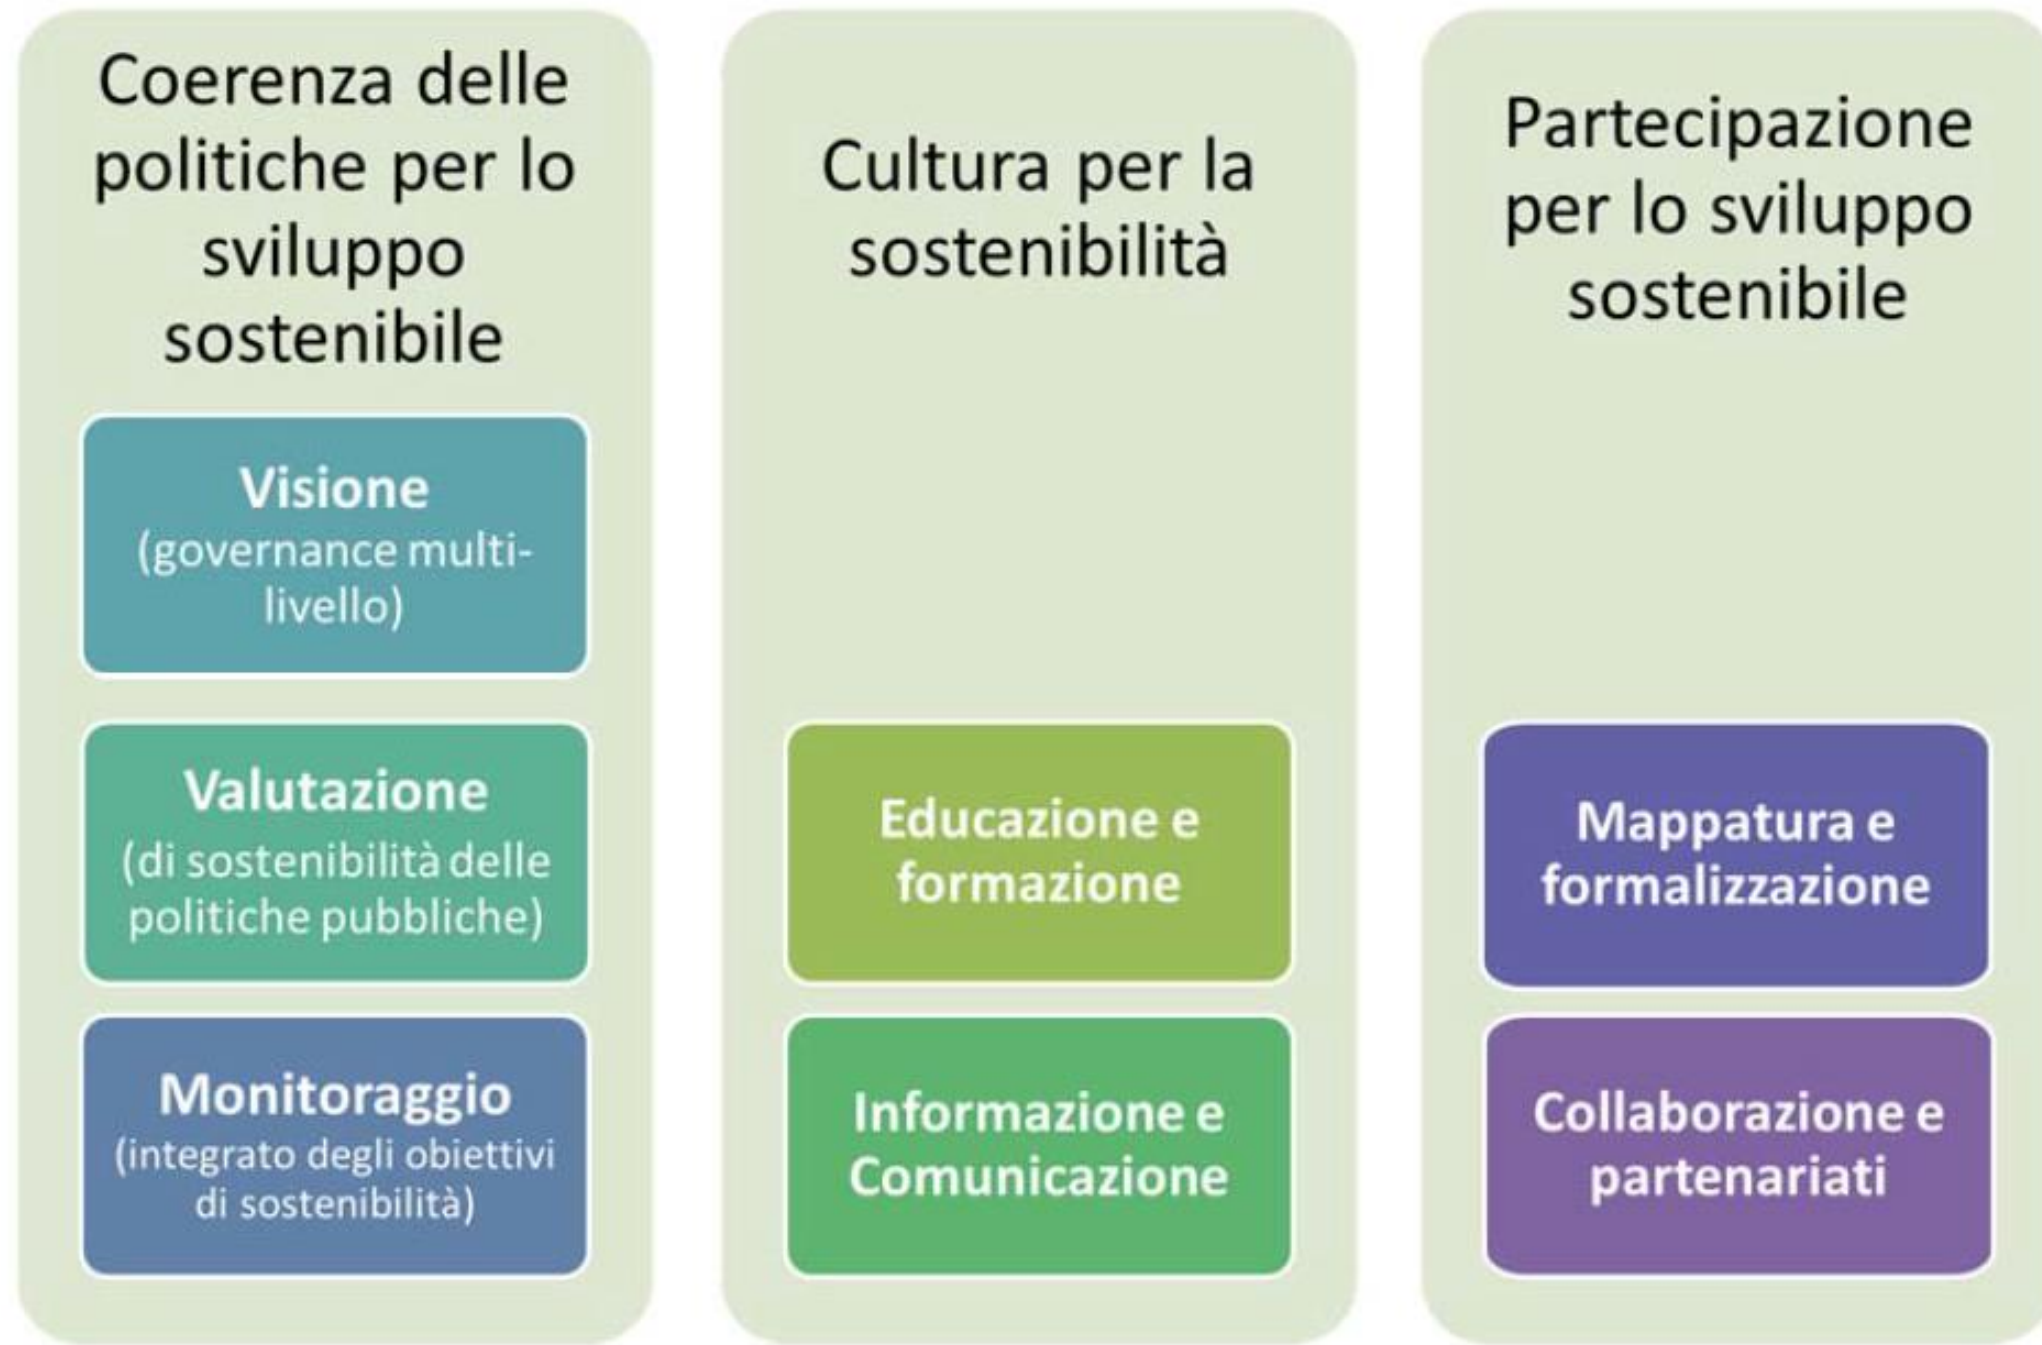 Coerenza delle
politiche per lo
sviluppo
sostenibile
Visione
(governance multi-
livello)
Valutazione
(di sostenibilità delle
politiche pubbliche)
Monitoraggio
(integrato degli obiettivi
di sostenibilità)
Cultura per la
sostenibilità
Educazione e
formazione
Informazione e
Comunicazione
Partecipazione
per lo sviluppo
sostenibile
Mappatura e
formalizzazione
Collaborazione e
partenariati